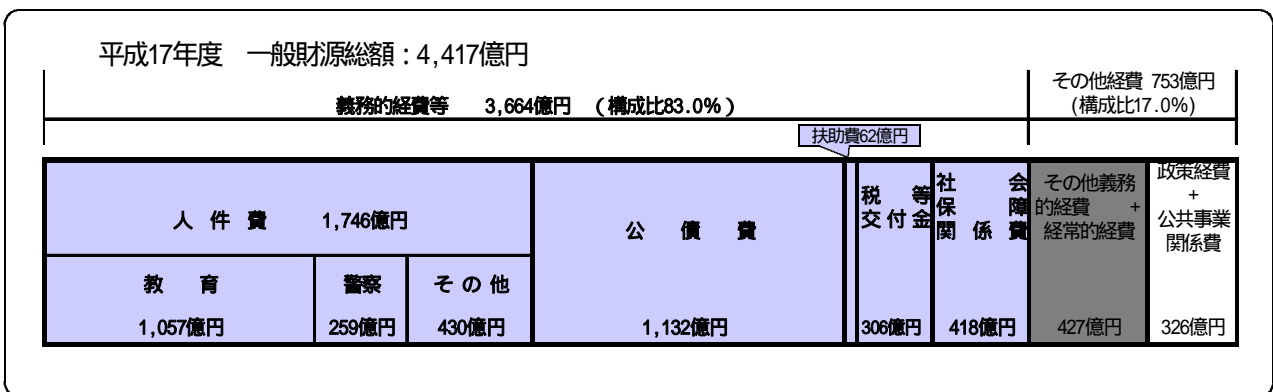 平成17年度　一般財源総額：4,417億円
義務的経費等　3,664億円　（構成比83.0%）
その他経費 753億円
(構成比17.0%)
扶助費62億円
人 件 費　1,746億円
教　育
1,057億円
警察
259億円
そ の 他
430億円
公　債　費
1,132億円
税　等
交 付 金
306億円
社　会
保　障
関 係 費
418億円
その他義務
的経費　+
経常的経費
427億円
政策経費
+
公共事業
関係費
326億円